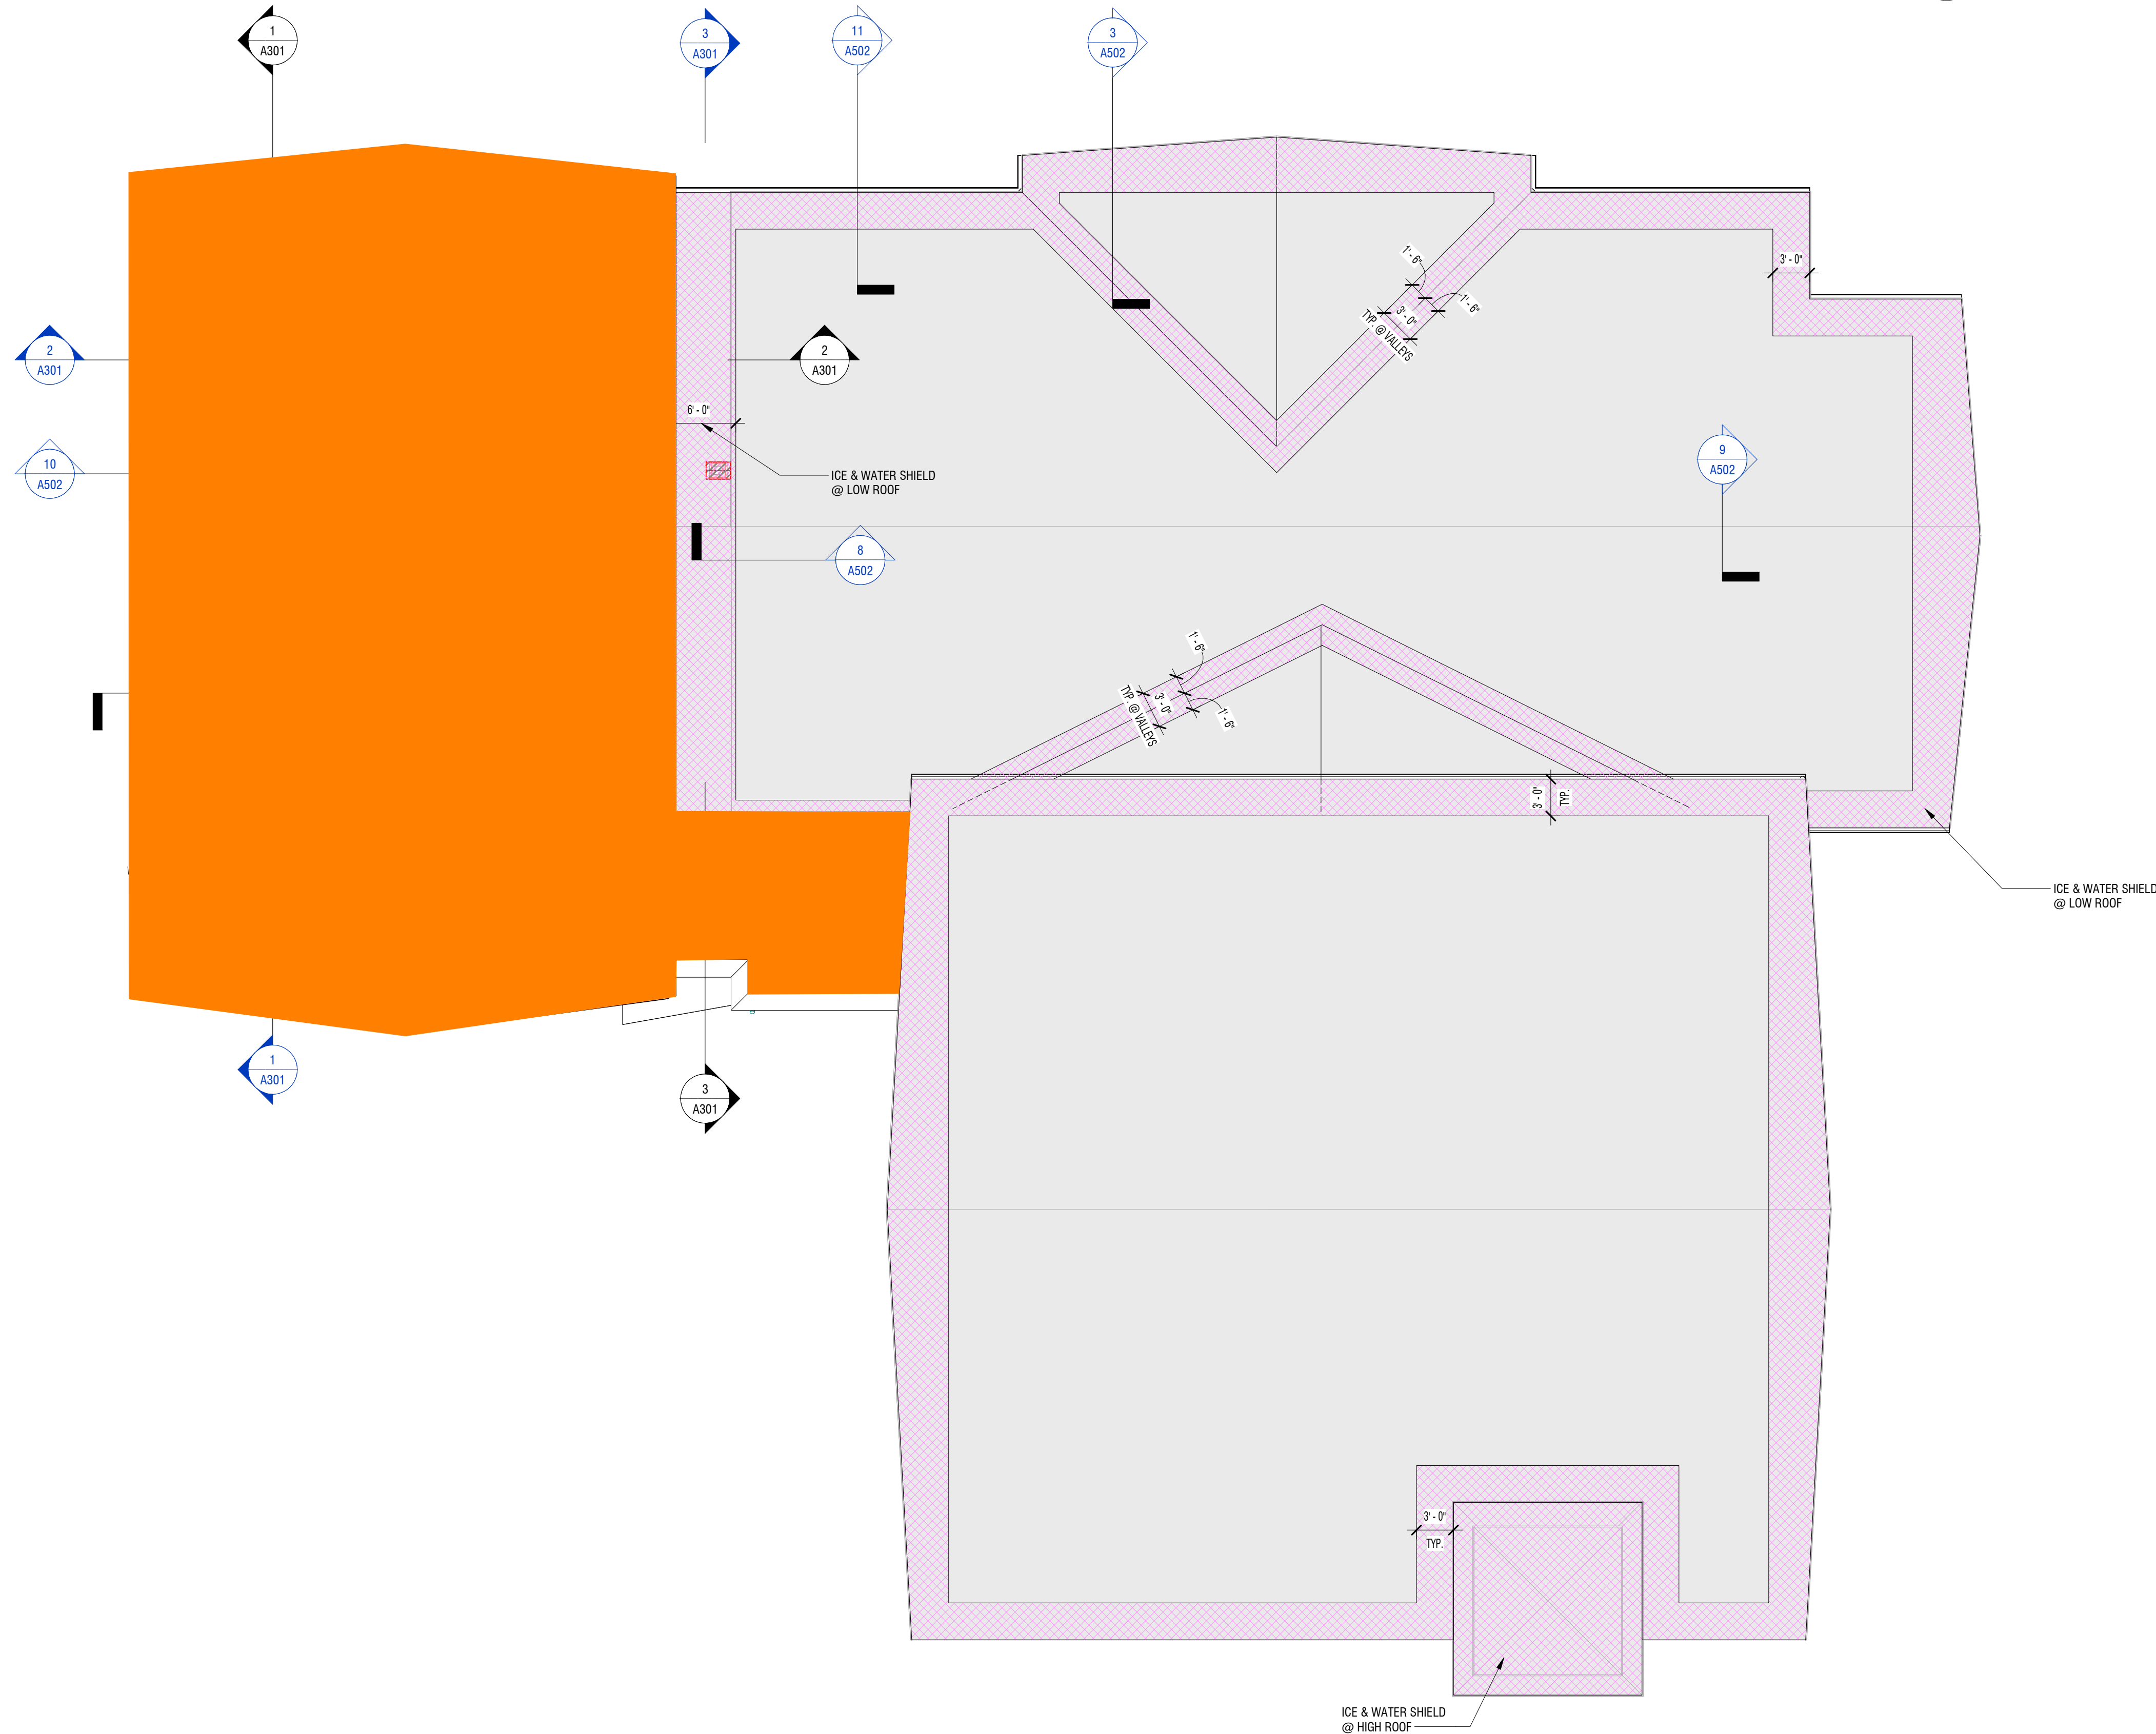 1
A301
3
A301
11
A502
3
A502
1' - 6"
1' - 6"
3' - 0"
TYP. @ VALLEYS
3' - 0"
2
A301
2
A301
6' - 0"
10
A502
ICE & WATER SHIELD
@ LOW ROOF
9
A502
8
A502
1' - 6"
3' - 0"
1' - 6"
TYP. @ VALLEYS
3' - 0"
TYP.
ICE & WATER SHIELD
@ LOW ROOF
1
A301
3
A301
3' - 0"
TYP.
ICE & WATER SHIELD
@ HIGH ROOF